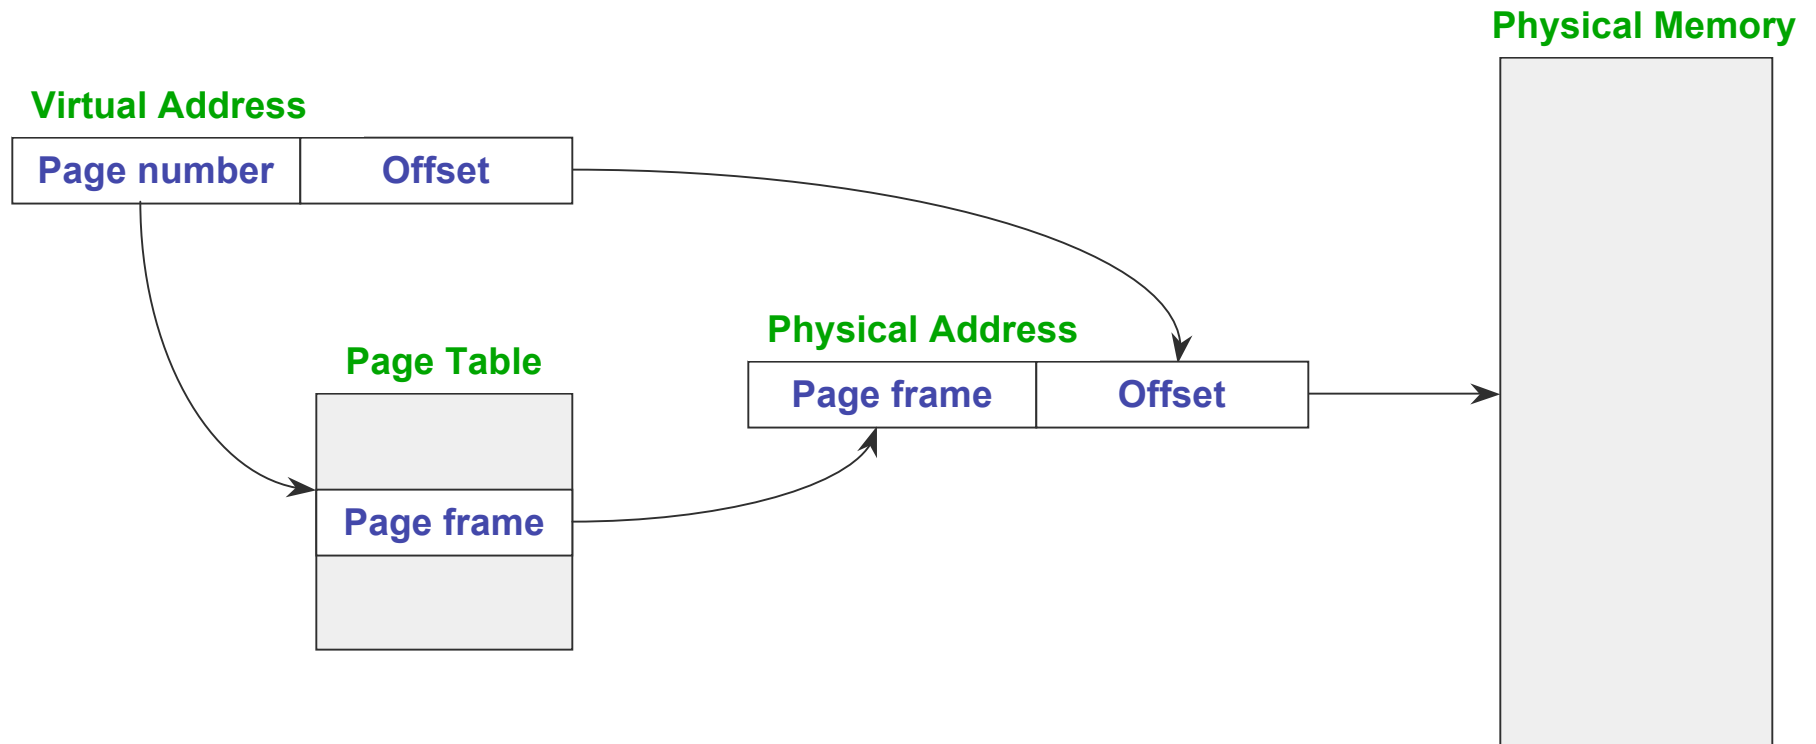 Physical Memory
Virtual Address
Page number
Offset
Physical Address
Page Table
Page frame
Offset
Page frame